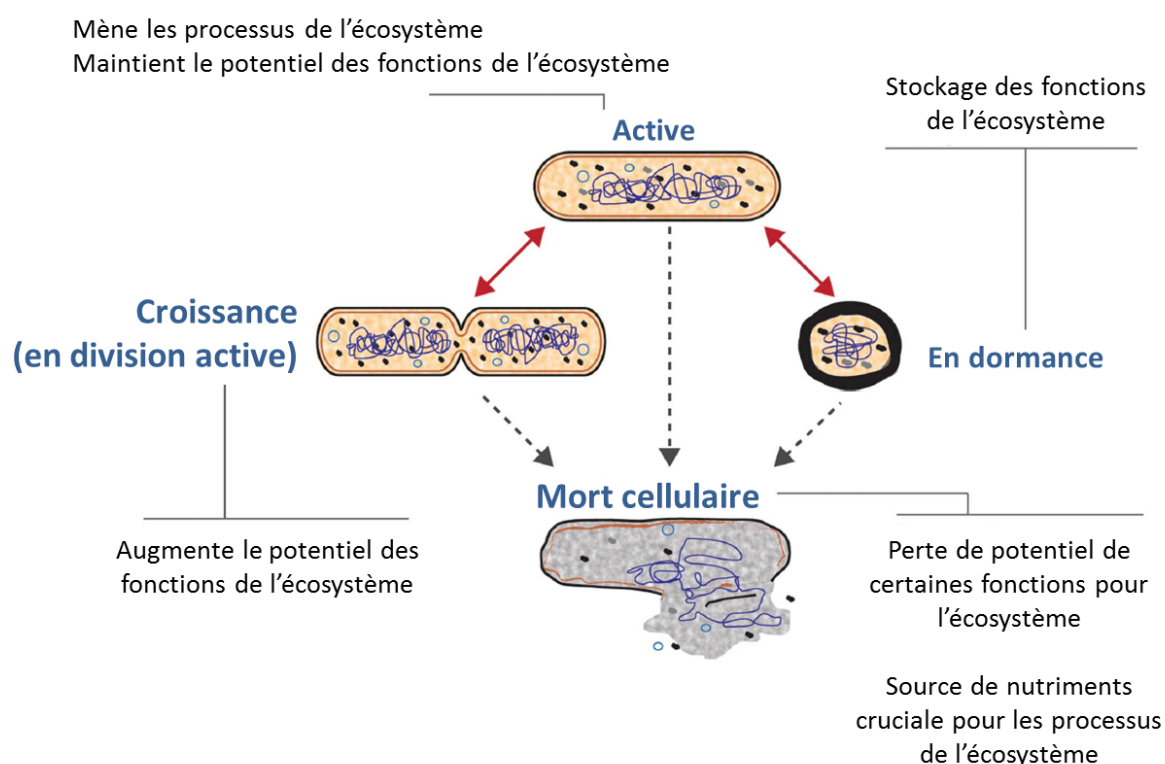 Mène les processus de l’écosystème
Maintient le potentiel des fonctions de l’écosystème
Stockage des fonctions
de l’écosystème
Active
Croissance
(en division active)
En dormance
Mort cellulaire
Augmente le potentiel des
fonctions de l’écosystème
Perte de potentiel de
certaines fonctions pour
l’écosystème
Source de nutriments
cruciale pour les processus
de l’écosystème